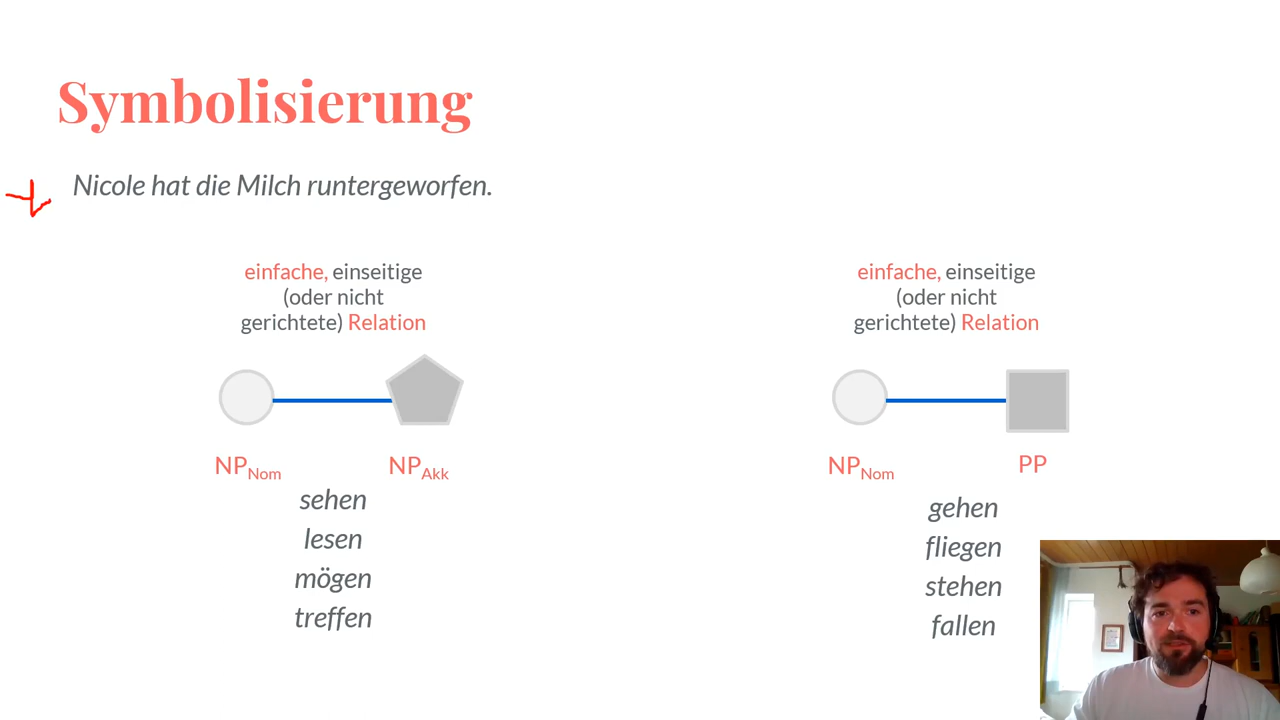 Symbolisierung
Nicole hat die Milch runtergeworfen.
einfache, einseitige
(oder nicht
gerichtete) Relation
NPNom
NPAkk
sehen
lesen
mögen
treffen
einfache, einseitige
(oder nicht
gerichtete) Relation
NPNom
PP
gehen
fliegen
stehen
fallen